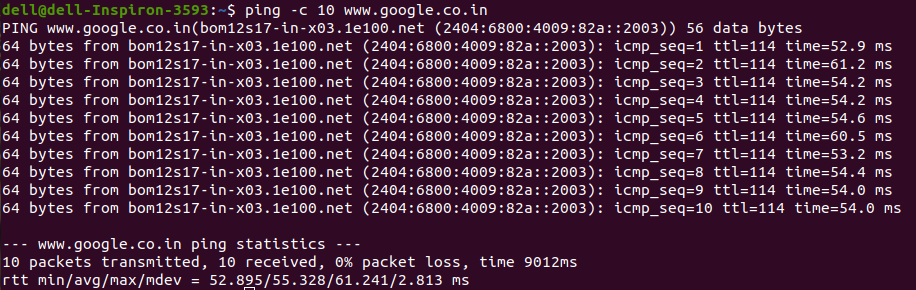 dell@dell-Inspiron-3593:~$ ping -c 10 www.google.co.in
PING www.google.co.in(bom12s17-in-x03.1e100.net (2404:6800:4009:82a::2003)) 56 data bytes
64 bytes from bom12s17-in-x03.1e100.net (2404:6800:4009:82a::2003): icmp_seq=1 ttl=114 time=52.9 ms
64 bytes from bom12s17-in-x03.1e100.net (2404:6800:4009:82a::2003): icmp_seq=2 ttl=114 time=61.2 ms
64 bytes from bom12s17-in-x03.1e100.net (2404:6800:4009:82a::2003): icmp_seq=3 ttl=114 time=54.2 ms
64 bytes from bom12s17-in-x03.1e100.net (2404:6800:4009:82a::2003): icmp_seq=4 ttl=114 time=54.2 ms
64 bytes from bom12s17-in-x03.1e100.net (2404:6800:4009:82a::2003): icmp_seq=5 ttl=114 time=54.6 ms
64 bytes from bom12s17-in-x03.1e100.net (2404:6800:4009:82a::2003): icmp_seq=6 ttl=114 time=60.5 ms
64 bytes from bom12s17-in-x03.1e100.net (2404:6800:4009:82a::2003): icmp_seq=7 ttl=114 time=53.2 ms
64 bytes from bom12s17-in-x03.1e100.net (2404:6800:4009:82a::2003): icmp_seq=8 ttl=114 time=54.4 ms
64 bytes from bom12s17-in-x03.1e100.net (2404:6800:4009:82a::2003): icmp_seq=9 ttl=114 time=54.0 ms
64 bytes from bom12s17-in-x03.1e100.net (2404:6800:4009:82a::2003): icmp_seq=10 ttl=114 time=54.0 ms
--- www.google.co.in ping statistics ---
10 packets transmitted, 10 received, 0% packet loss, time 9012ms
rtt min/avg/max/mdev = 52.895/55.328/61.241/2.813 ms